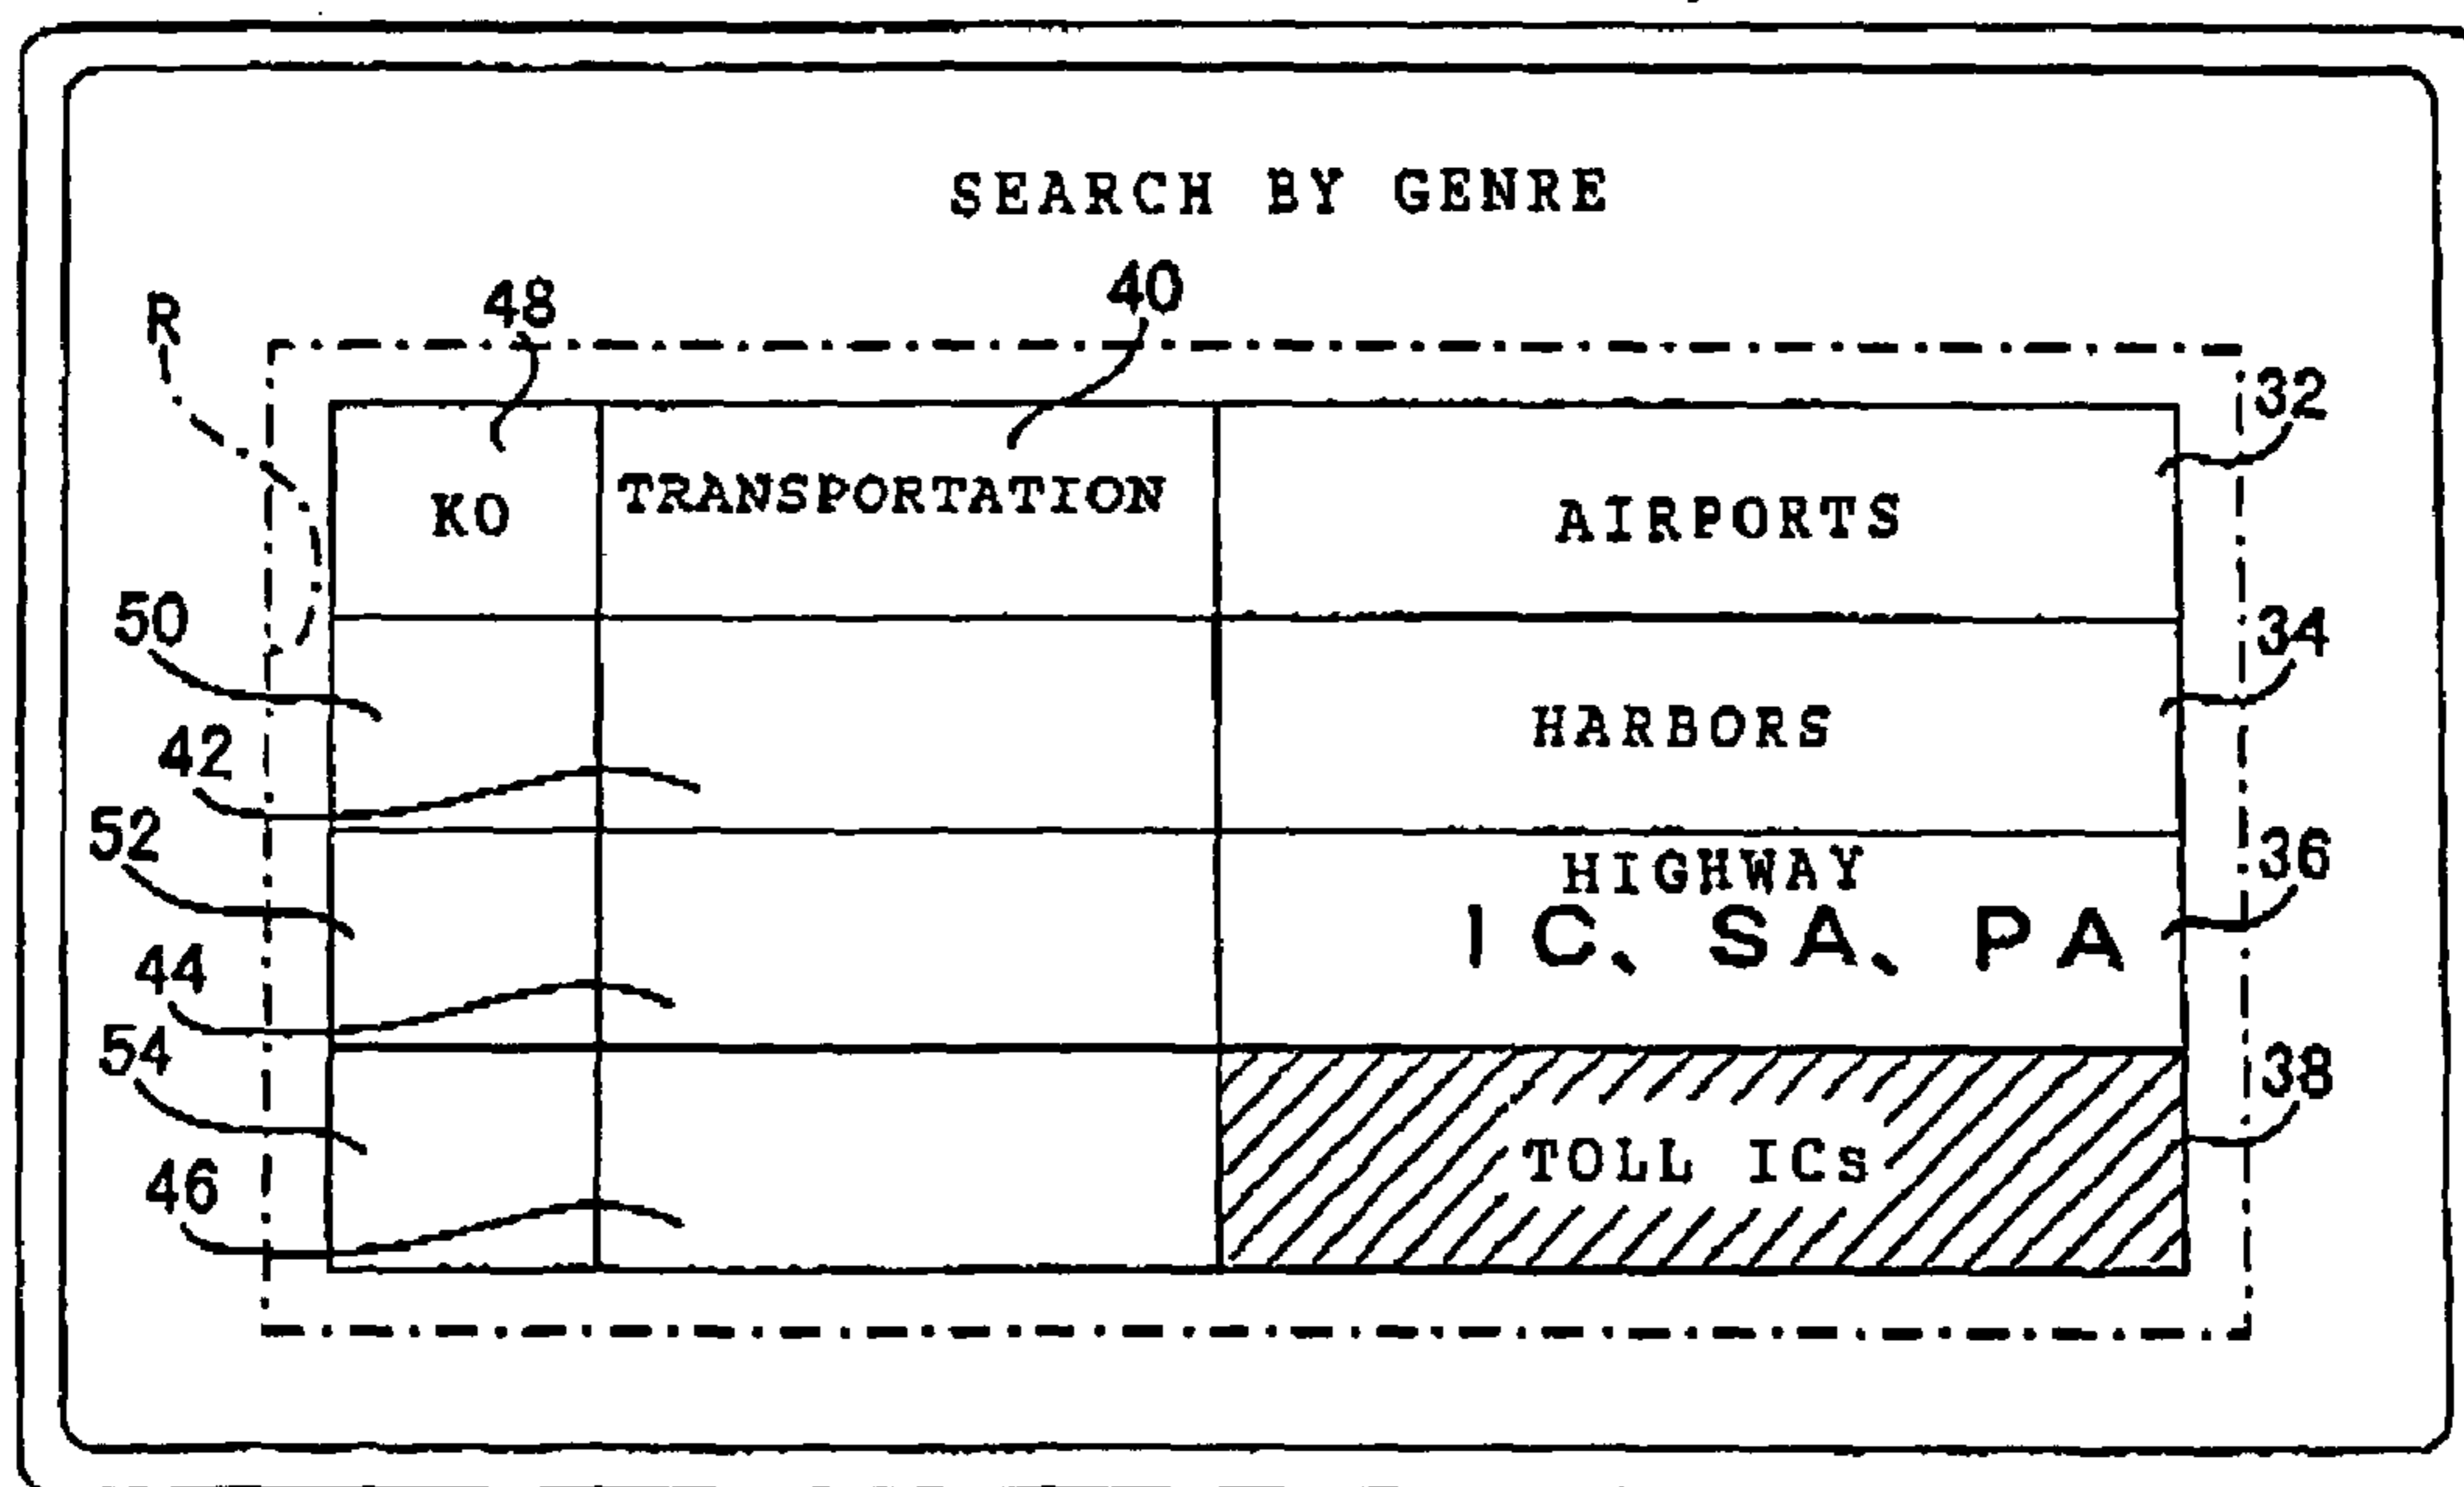 SEARCH BY GENRE
R
48
40
32
KO
TRANSPORTATION
AIRPORTS
50
34
42
HARBORS
52
HIGHWAY
36
IC、SA、PA
44
54
38
TOLL ICs
46